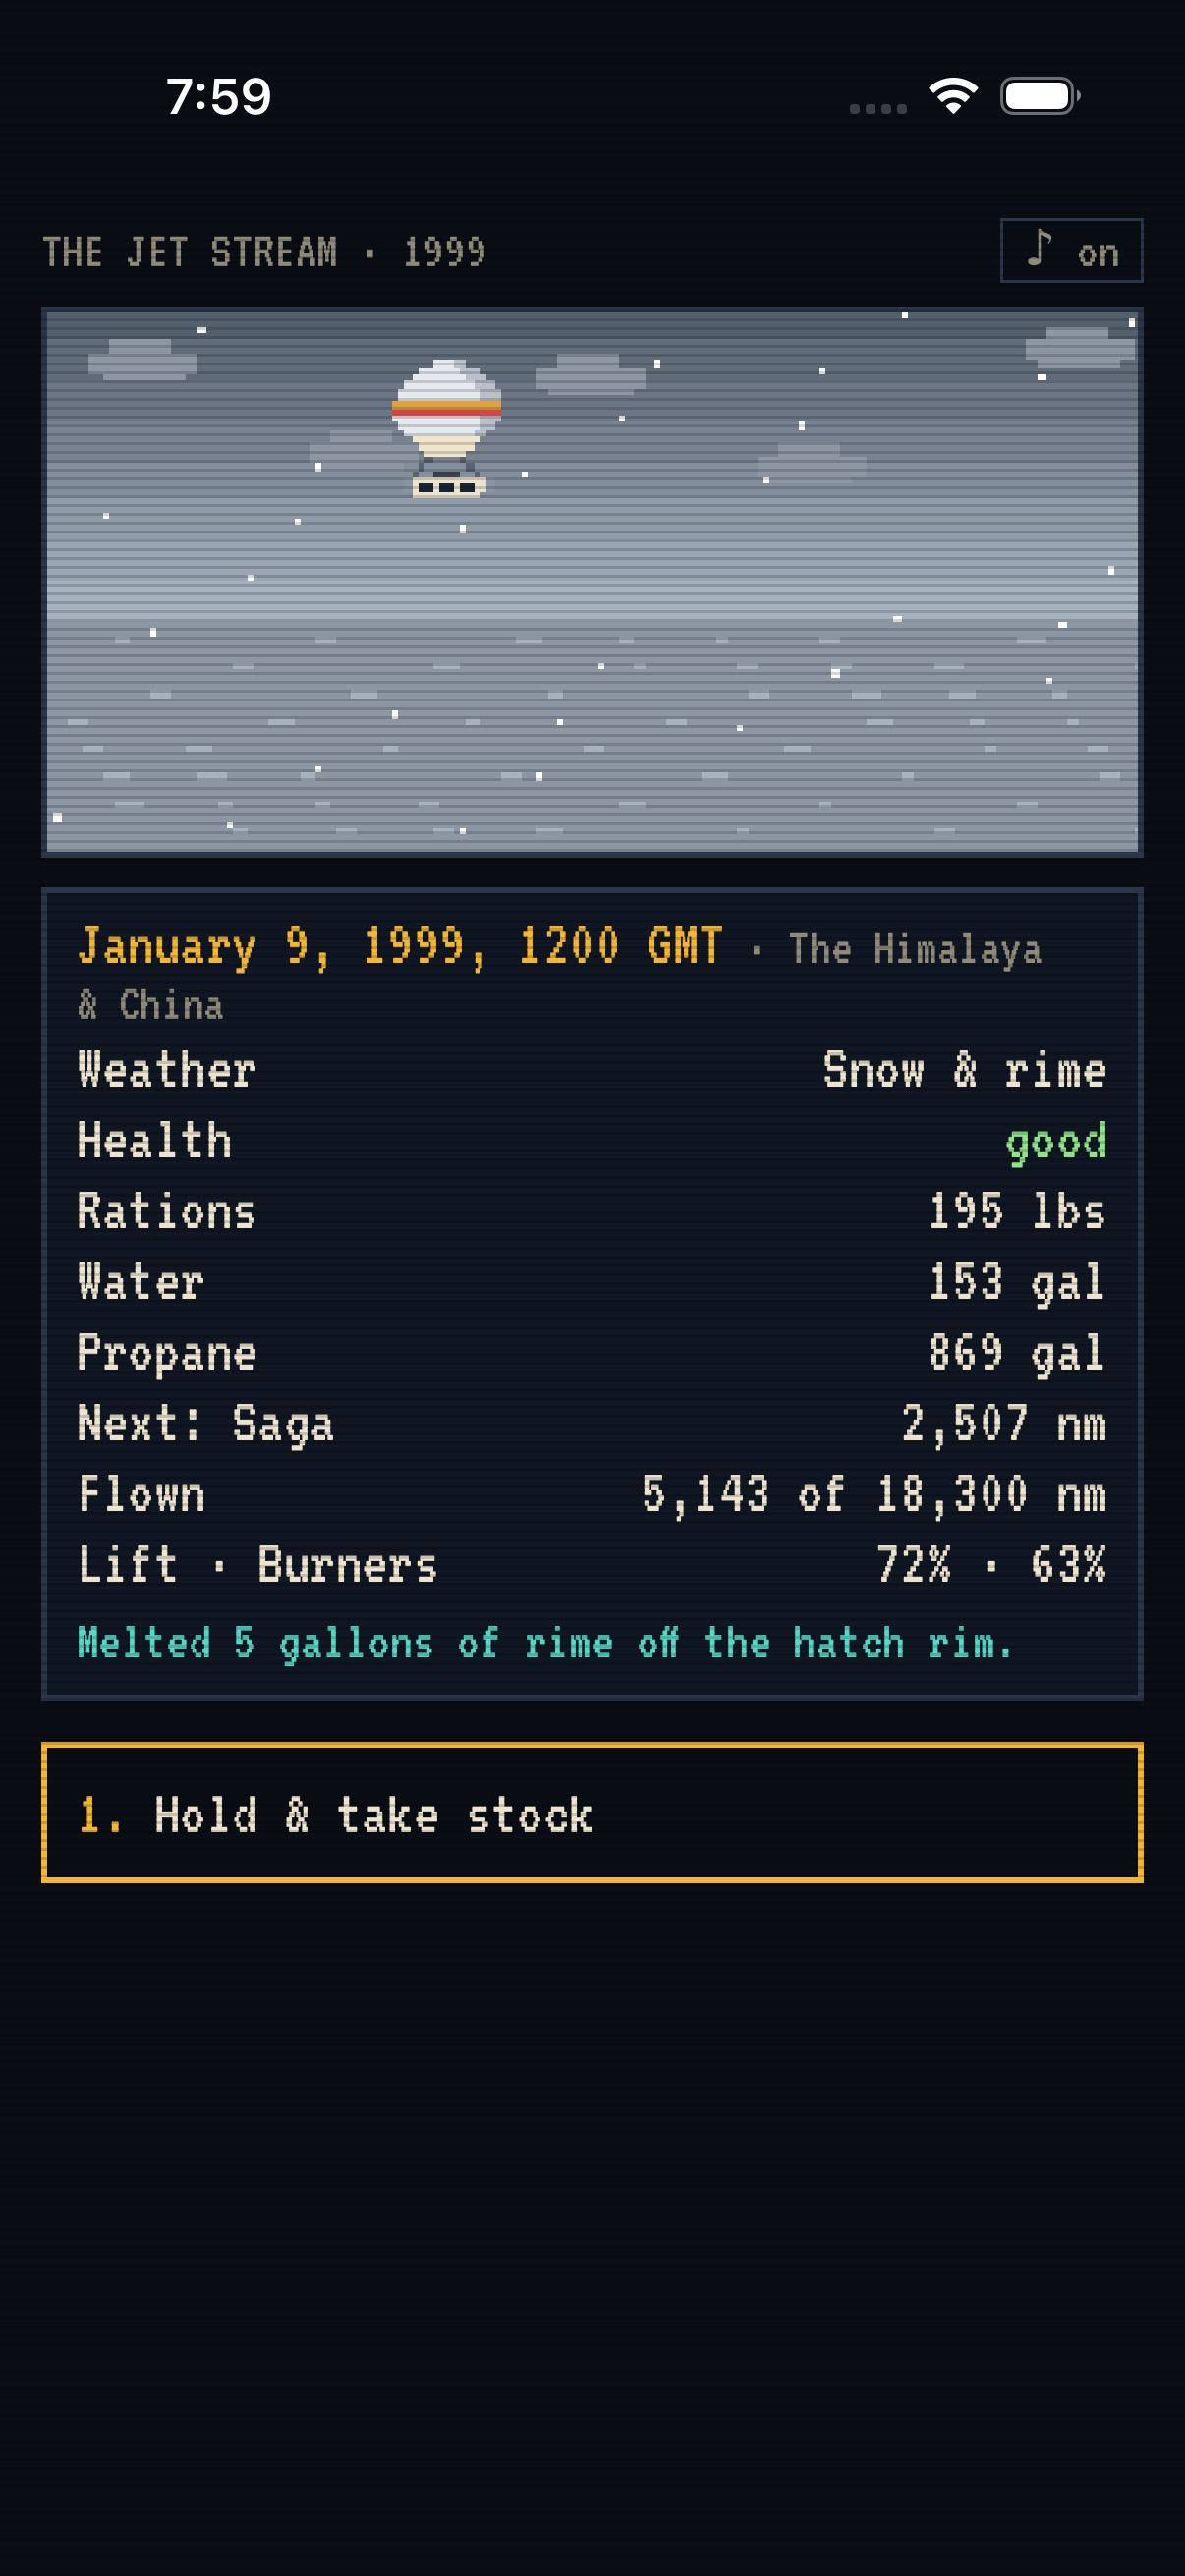 7:59
THE JET STREAM · 1999
♪ on
January 9, 1999, 1200 GMT · The Himalaya
& China
Weather Snow & rime
Health good
Rations 195 lbs
Water 153 gal
Propane 869 gal
Next: Saga 2,507 nm
Flown 5,143 of 18,300 nm
Lift · Burners 72% · 63%
Melted 5 gallons of rime off the hatch rim.
1. Hold & take stock